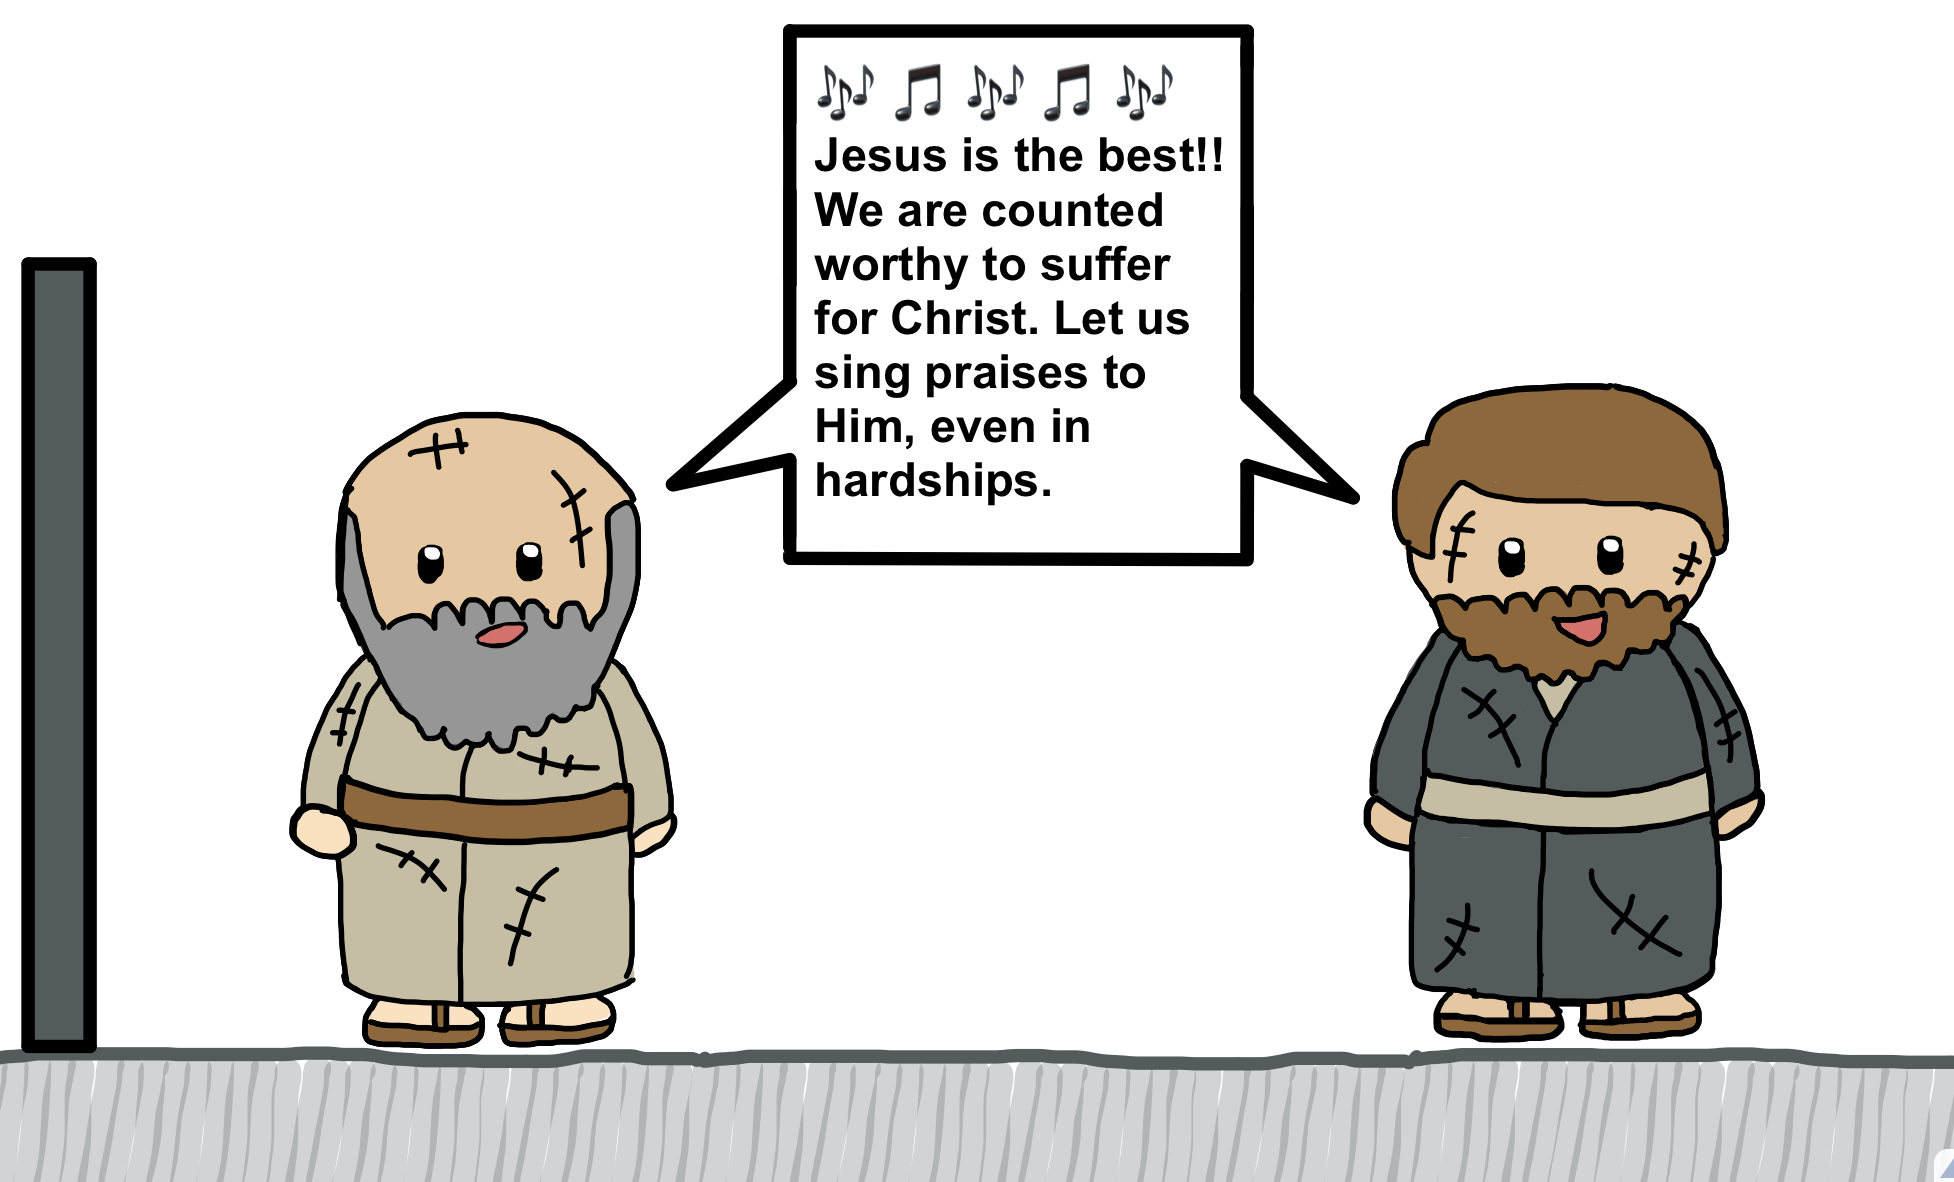 🎶 🎵 🎶 🎵 🎶
Jesus is the best!!
We are counted
worthy to suffer
for Christ. Let us
sing praises to
Him, even in
hardships.